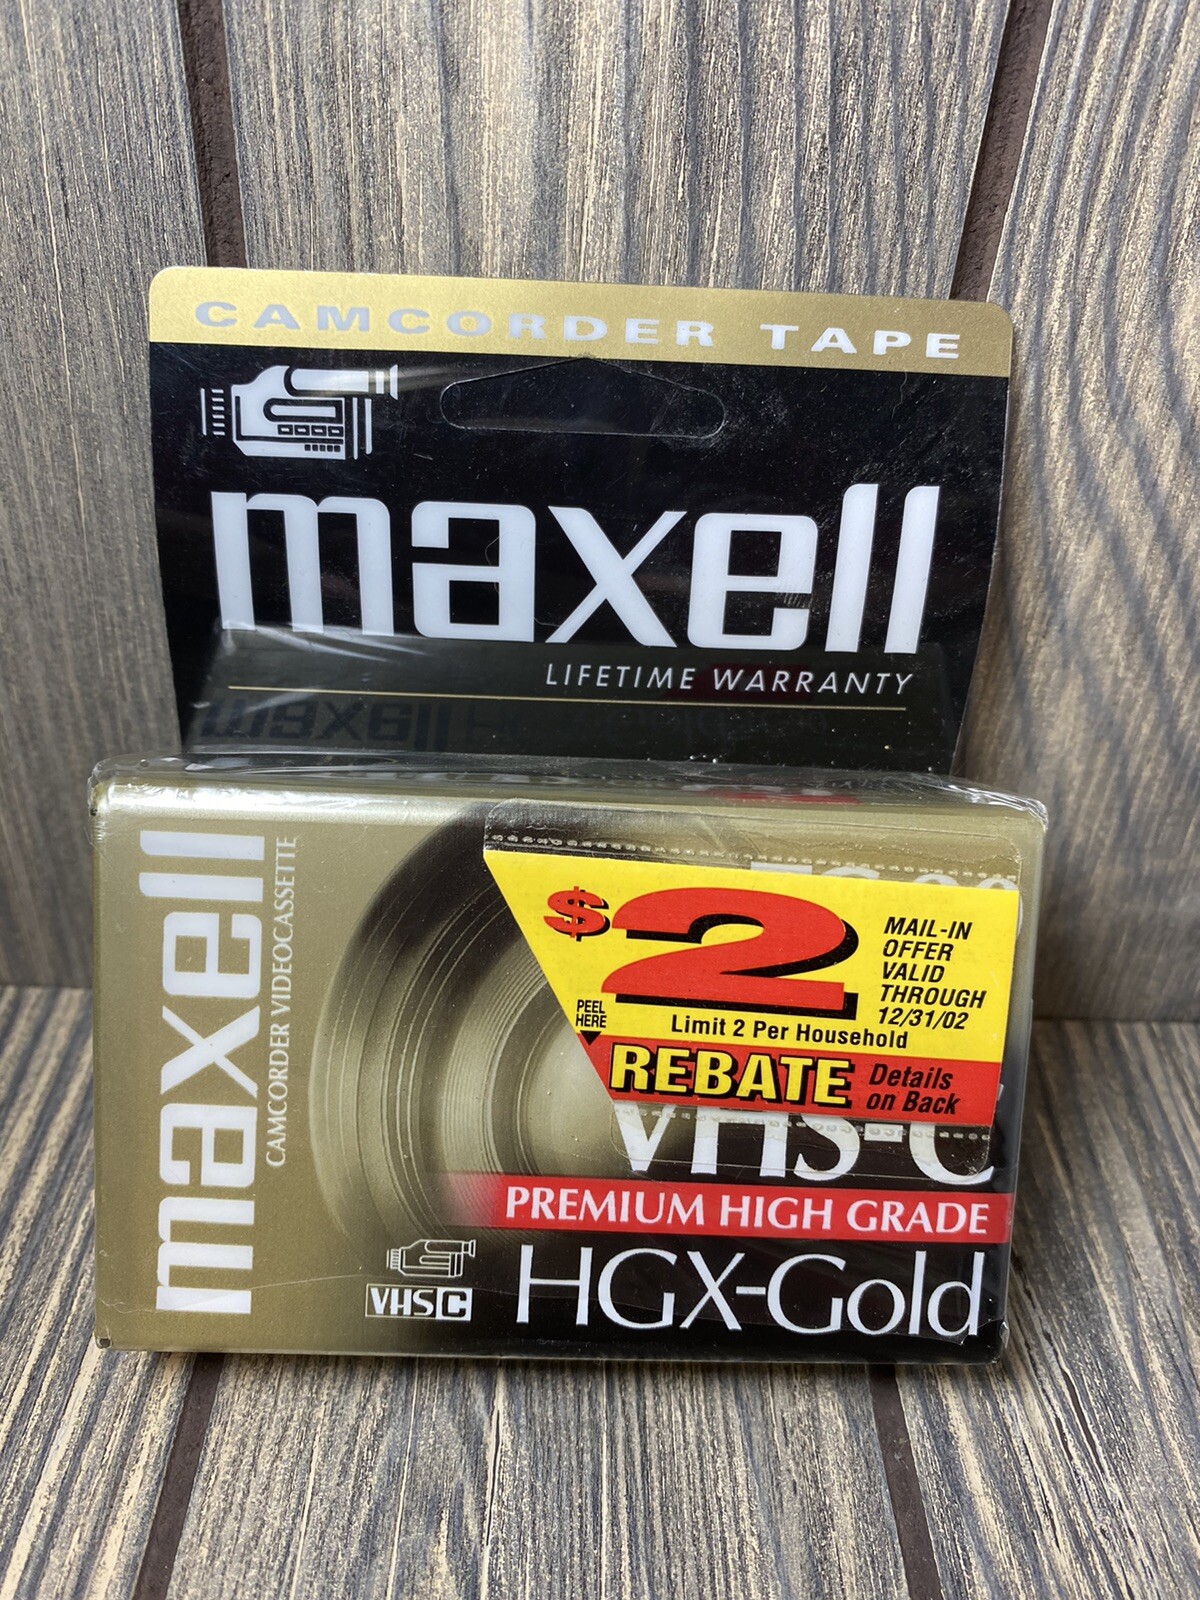 CAMCORDER TAPE
maxell
LIFETIME WARRANTY
maxell
CAMCORDER VIDEOCASSETTE
$2
MAIL-IN
OFFER
VALID
THROUGH
12/31/02
PEEL
HERE
Limit 2 Per Household
REBATE
Details
on Back
VHS-C
PREMIUM HIGH GRADE
VHS C
HGX-Gold